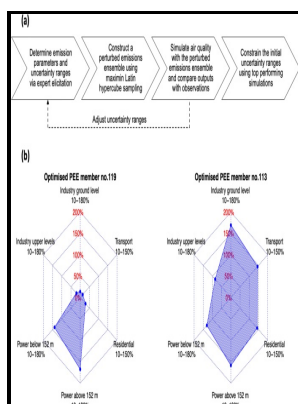 (a)
Determine emission
parameters and
uncertainty ranges
via expert elicitation
Construct a
perturbed emissions
ensemble using
maximin Latin
hypercube sampling
Simulate air quality
with the perturbed
emissions ensemble
and compare outputs
with observations
Constrain the initial
uncertainty ranges
using top performing
simulations
Adjust uncertainty ranges
(b)
Optimised PEE member no.119
Industry ground level
10–180%
200%
150%
100%
50%
0%
Industry upper levels
10–180%
Transport
10–150%
Power below 152 m
10–180%
Residential
10–150%
Power above 152 m
Optimised PEE member no.113
Industry ground level
10–180%
200%
150%
100%
50%
0%
Industry upper levels
10–180%
Transport
10–150%
Power below 152 m
10–180%
Residential
10–150%
Power above 152 m